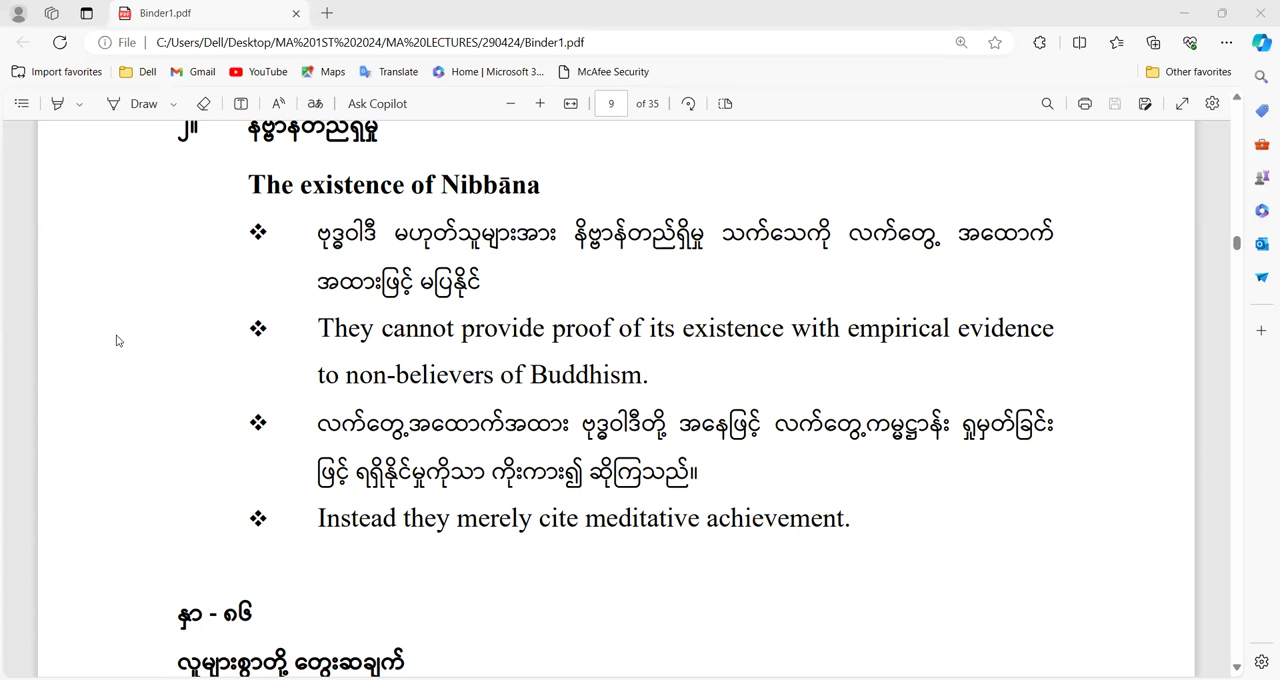 Binder1.pdf
File
C:/Users/Dell/Desktop/MA%201ST%202024/MA%20LECTURES/290424/Binder1.pdf
Import favorites Dell Gmail YouTube Maps Translate Home | Microsoft 3... McAfee Security Other favorites
Draw aあ Ask Copilot 9 of 35
၂။ နိဗ္ဗာန်တည်ရှိမှု
The existence of Nibbāna
❖ ဗုဒ္ဓဝါဒီ မဟုတ်သူများအား နိဗ္ဗာန်တည်ရှိမှု သက်သေကို လက်တွေ့ အထောက်
အထားဖြင့် မပြနိုင်
❖ They cannot provide proof of its existence with empirical evidence
to non-believers of Buddhism.
❖ လက်တွေ့အထောက်အထား ဗုဒ္ဓဝါဒီတို့ အနေဖြင့် လက်တွေ့ကမ္မဋ္ဌာန်း ရှုမှတ်ခြင်း
ဖြင့် ရရှိနိုင်မှုကိုသာ ကိုးကား၍ ဆိုကြသည်။
❖ Instead they merely cite meditative achievement.
နှာ - ၈၆
လူများစွာတို့ တွေးဆချက်